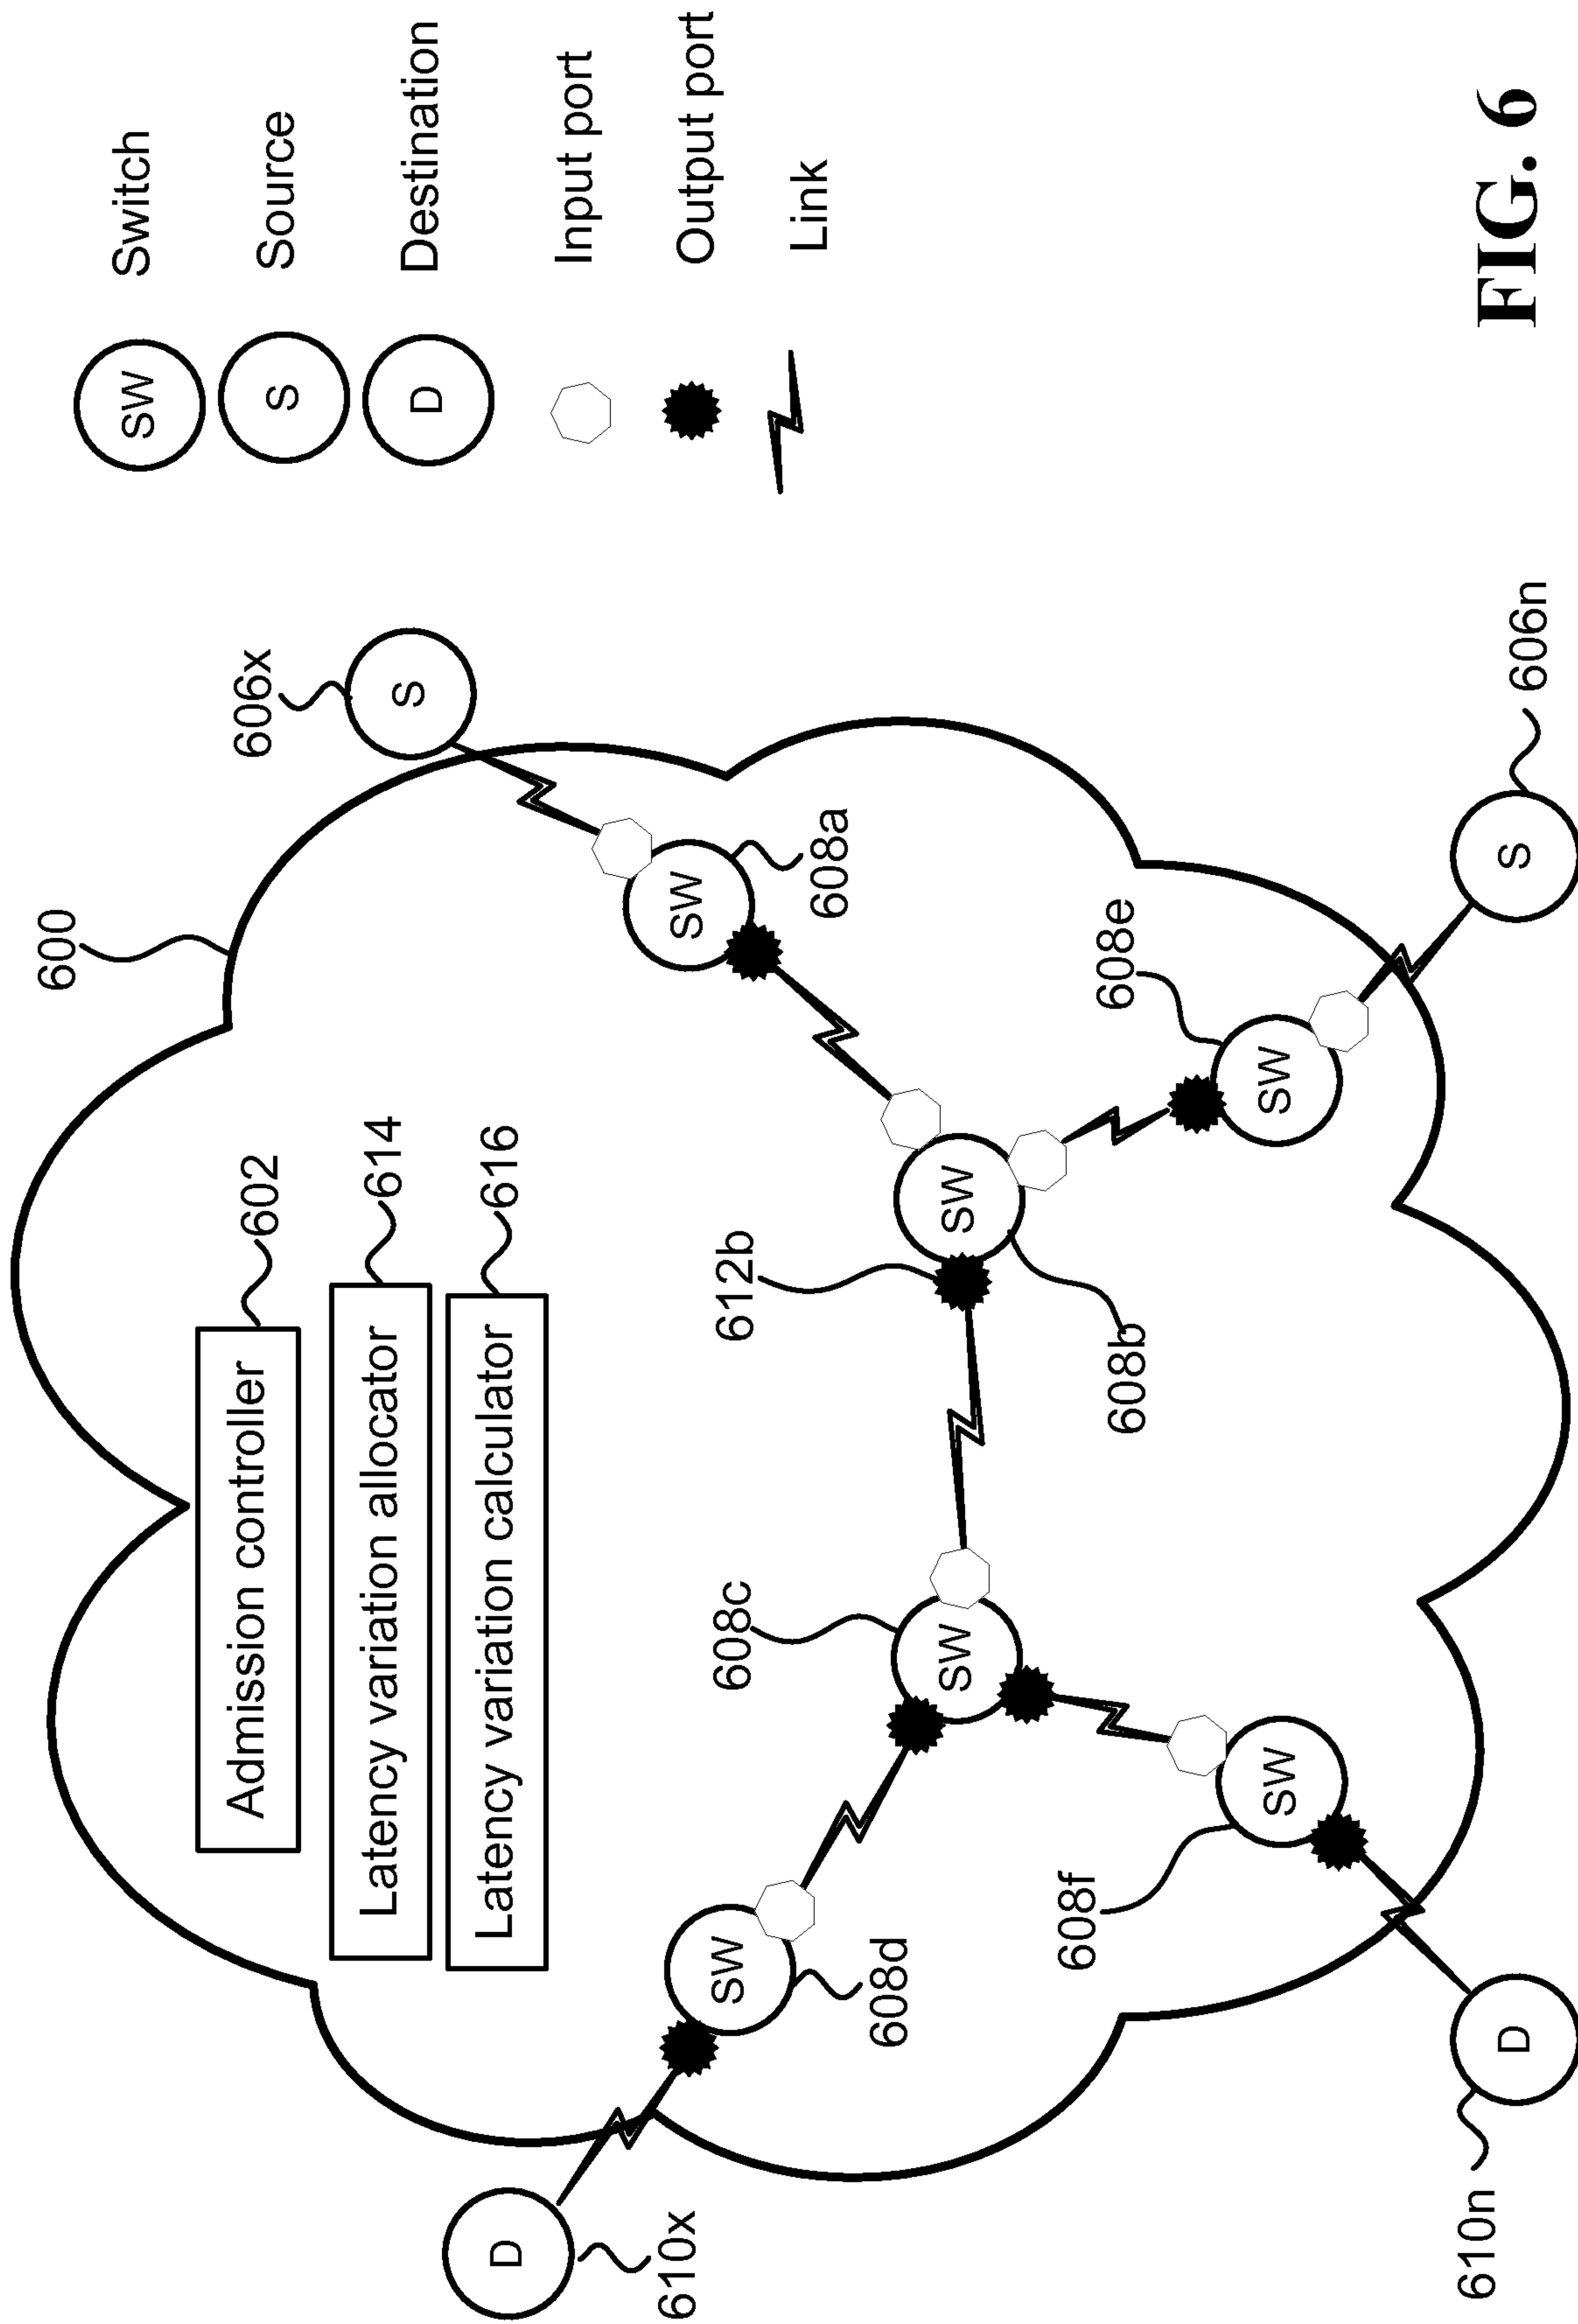 600
602
Admission controller
614
Latency variation allocator
616
Latency variation calculator
610x
D
SW
608d
608c
SW
612b
SW
608b
SW
608a
606x
S
608f
SW
608e
SW
610n
D
606n
S
SW
Switch
S
Source
D
Destination
Input port
Output port
Link
FIG. 6